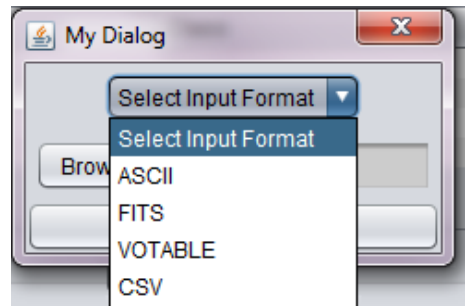 My Dialog
Select Input Format
Select Input Format
Brow
ASCII
FITS
VOTABLE
CSV